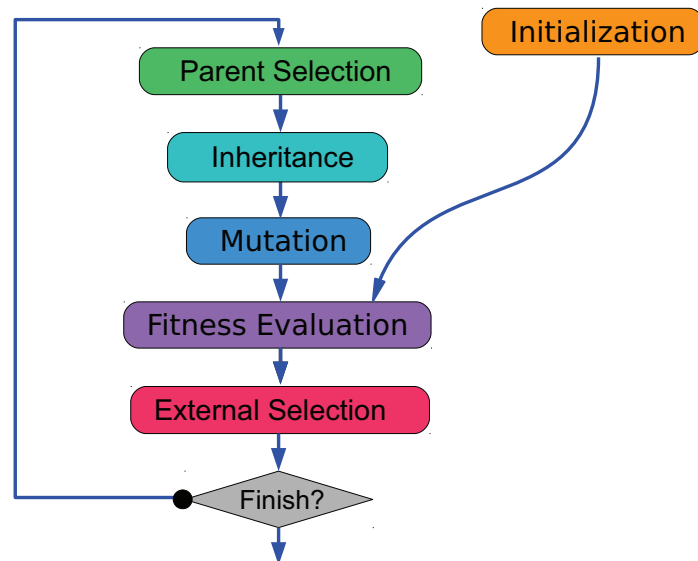 Initialization
Parent Selection
Inheritance
Mutation
Fitness Evaluation
External Selection
Finish?